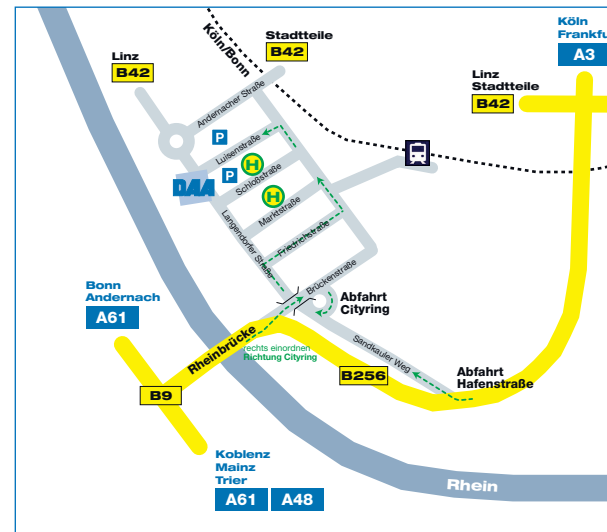 Köln
Frankfu
A3
Stadtteile
B42
Köln/Bonn
Linz
B42
Linz
Stadtteile
B42
Andernacher Straße
P
Luisenstraße
H
P
Schloßstraße
DAA
H
Marktstraße
Langendorfer Straße
Friedrichstraße
Brückenstraße
Bonn
Andernach
A61
Abfahrt
Cityring
Rheinbrücke
rechts einordnen
Richtung Cityring
Sandkauler Weg
B256
Abfahrt
Hafenstraße
B9
Koblenz
Mainz
Trier
A61
A48
Rhein